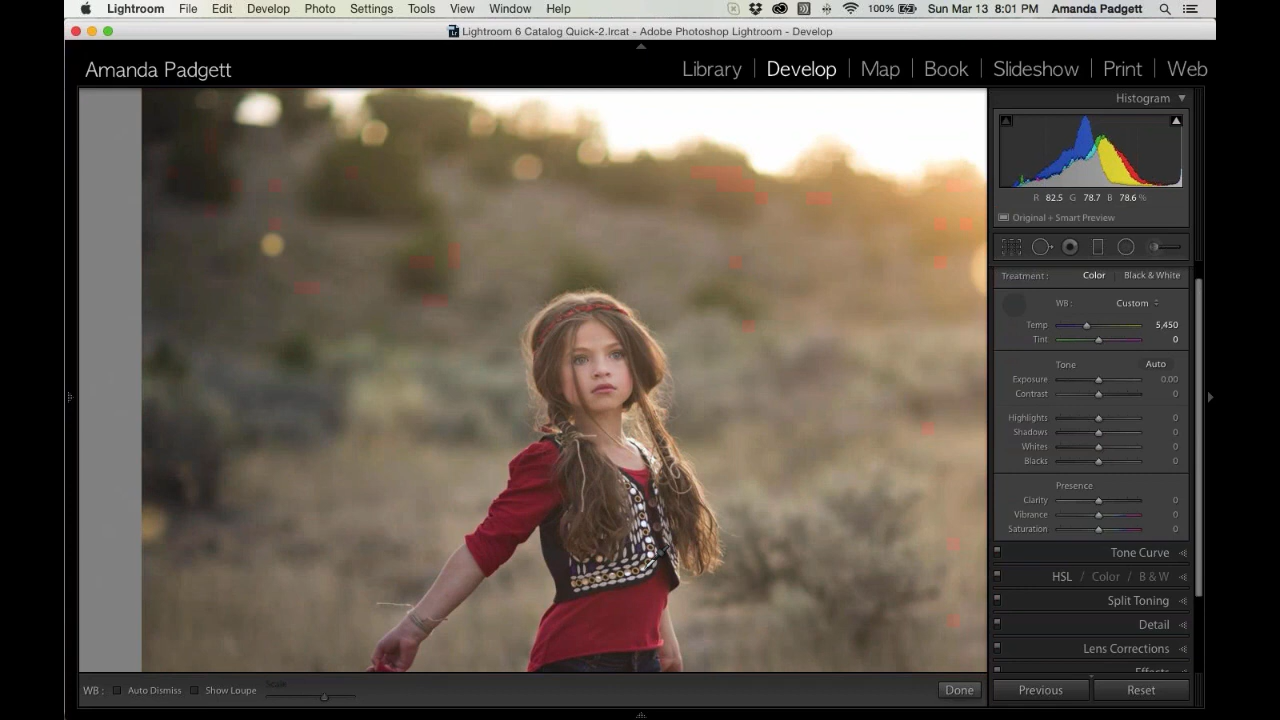 Lightroom File Edit Develop Photo Settings Tools View Window Help 100% Sun Mar 13 8:01 PM Amanda Padgett
Lightroom 6 Catalog Quick-2.lrcat - Adobe Photoshop Lightroom - Develop
Amanda Padgett Library Develop Map Book Slideshow Print Web
Histogram
R 82.5 G 78.7 B 78.6 %
Original + Smart Preview
Treatment : Color Black & White
WB : Custom
Temp 5,450
Tint 0
Tone Auto
Exposure 0.00
Contrast 0
Highlights 0
Shadows 0
Whites 0
Blacks 0
Presence
Clarity 0
Vibrance 0
Saturation 0
Tone Curve
HSL / Color / B & W
Split Toning
Detail
Lens Corrections
Effects
WB : Auto Dismiss Show Loupe Scale Done Previous Reset